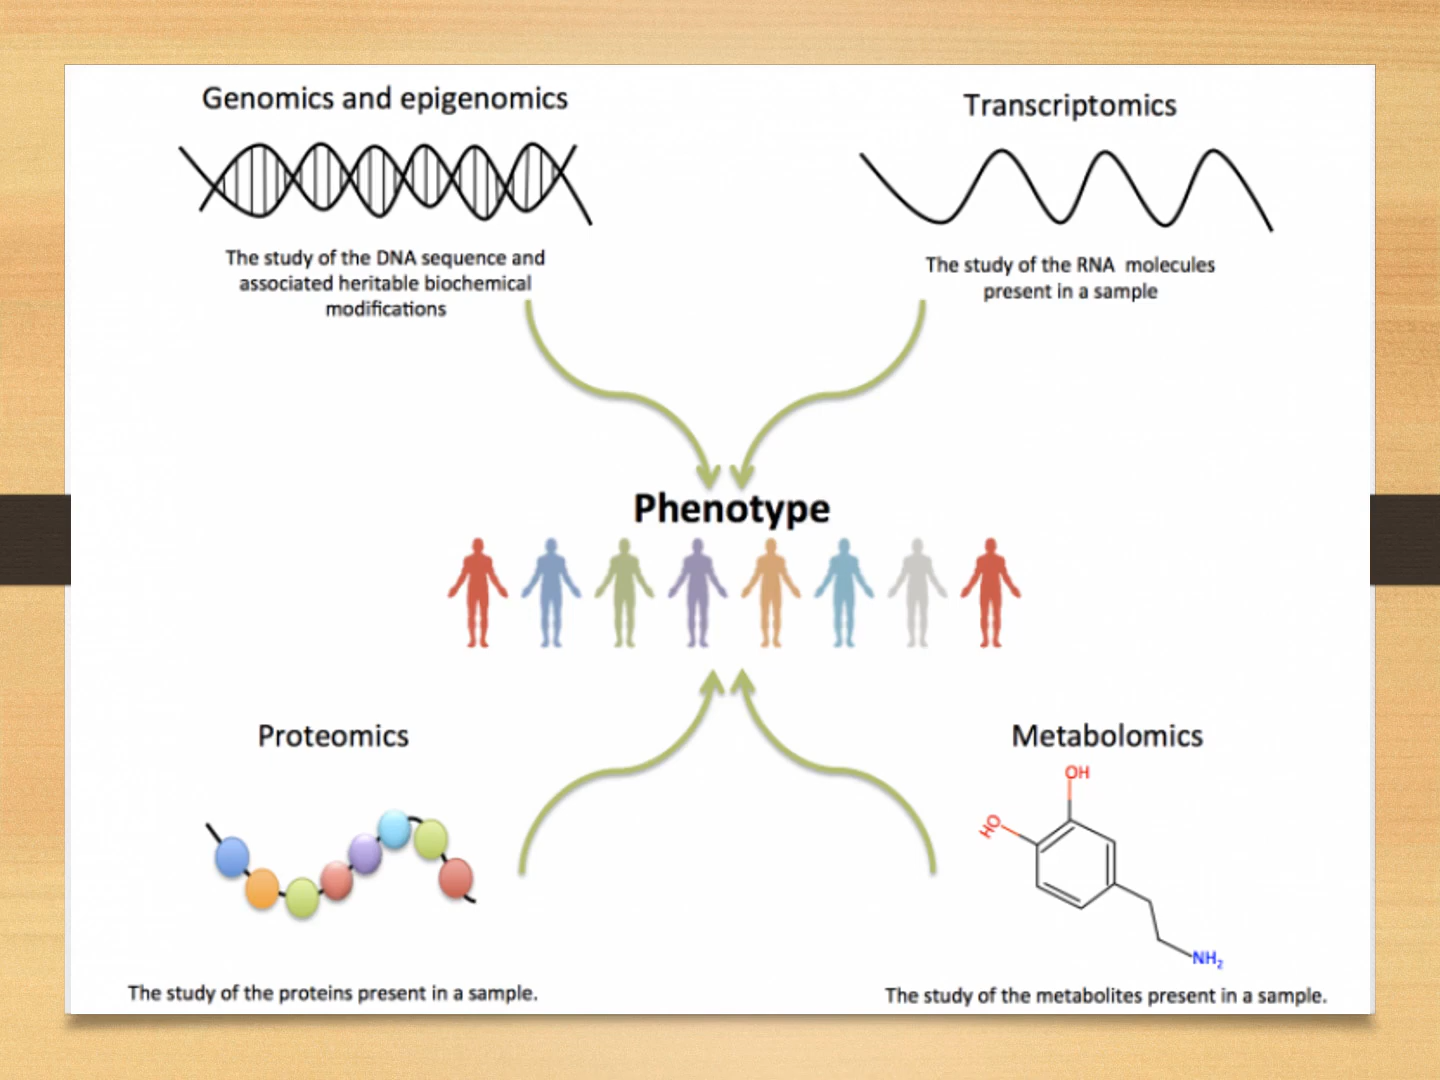 Genomics and epigenomics
The study of the DNA sequence and
associated heritable biochemical
modifications
Transcriptomics
The study of the RNA molecules
present in a sample
Phenotype
Proteomics
The study of the proteins present in a sample.
Metabolomics
OH
HO
NH2
The study of the metabolites present in a sample.